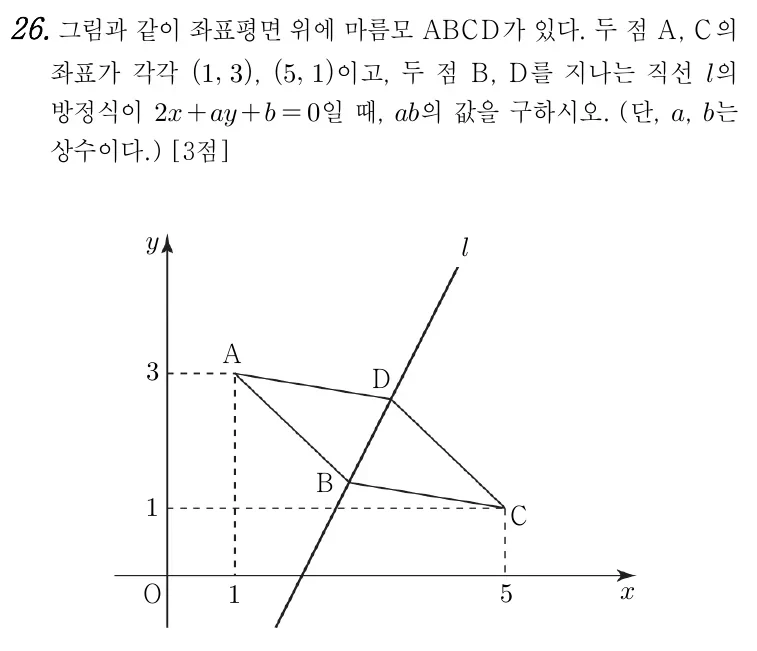 26. 그림과 같이 좌표평면 위에 마름모 ABCD가 있다. 두 점 A, C의
좌표가 각각 (1, 3), (5, 1)이고, 두 점 B, D를 지나는 직선 l의
방정식이 2x+ay+b=0일 때, ab의 값을 구하시오. (단, a, b는
상수이다.) [3점]
y
l
A
3
D
B
1
C
O
1
5
x